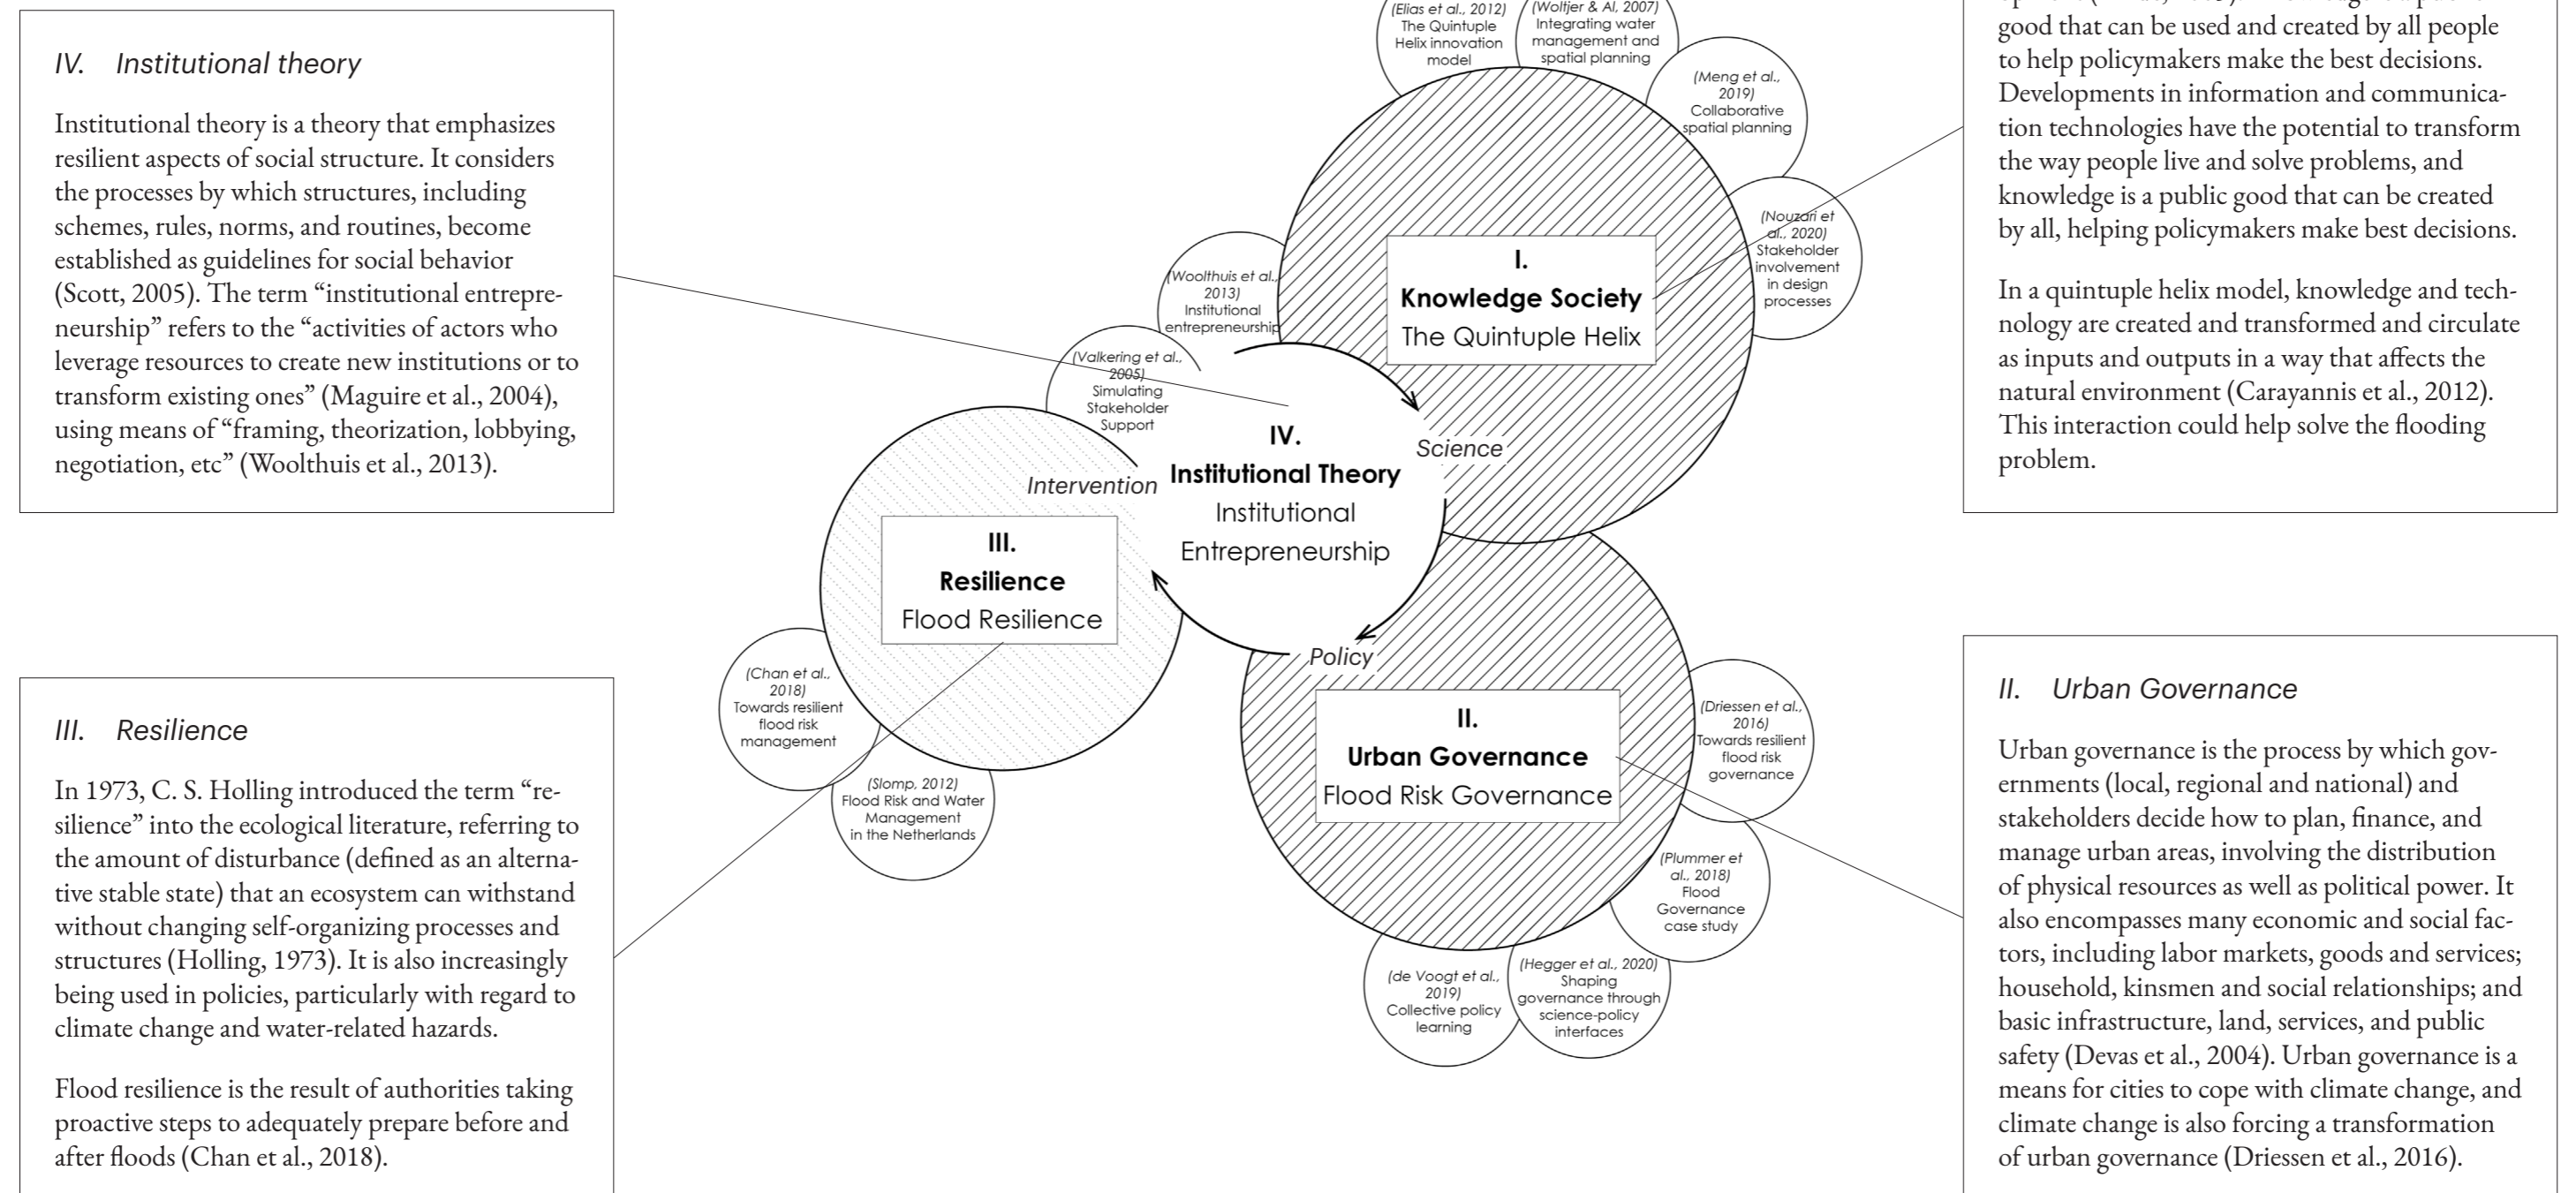 IV. Institutional theory
Institutional theory is a theory that emphasizes
resilient aspects of social structure. It considers
the processes by which structures, including
schemes, rules, norms, and routines, become
established as guidelines for social behavior
(Scott, 2005). The term “institutional entrepre-
neurship” refers to the “activities of actors who
leverage resources to create new institutions or to
transform existing ones” (Maguire et al., 2004),
using means of “framing, theorization, lobbying,
negotiation, etc” (Woolthuis et al., 2013).
III. Resilience
In 1973, C. S. Holling introduced the term “re-
silience” into the ecological literature, referring to
the amount of disturbance (defined as an alterna-
tive stable state) that an ecosystem can withstand
without changing self-organizing processes and
structures (Holling, 1973). It is also increasingly
being used in policies, particularly with regard to
climate change and water-related hazards.
Flood resilience is the result of authorities taking
proactive steps to adequately prepare before and
after floods (Chan et al., 2018).
(Elias et al., 2012)
The Quintuple
Helix innovation
model
(Woltjer & Al, 2007)
Integrating water
management and
spatial planning
(Meng et al.,
2019)
Collaborative
spatial planning
(Nouzari et
al., 2020)
Stakeholder
involvement
in design
processes
(Woolthuis et al.,
2013)
Institutional
entrepreneurship
(Valkering et al.,
2005)
Simulating
Stakeholder
Support
I.
Knowledge Society
The Quintuple Helix
Science
IV.
Institutional Theory
Institutional
Entrepreneurship
Intervention
III.
Resilience
Flood Resilience
Policy
II.
Urban Governance
Flood Risk Governance
(Chan et al.,
2018)
Towards resilient
flood risk
management
(Slomp, 2012)
Flood Risk and Water
Management
in the Netherlands
(Driessen et al.,
2016)
Towards resilient
flood risk
governance
(Plummer et
al., 2018)
Flood
Governance
case study
(de Voogt et al.,
2019)
Collective policy
learning
(Hegger et al., 2020)
Shaping
governance through
science-policy
interfaces
good that can be used and created by all people
to help policymakers make the best decisions.
Developments in information and communica-
tion technologies have the potential to transform
the way people live and solve problems, and
knowledge is a public good that can be created
by all, helping policymakers make best decisions.
In a quintuple helix model, knowledge and tech-
nology are created and transformed and circulate
as inputs and outputs in a way that affects the
natural environment (Carayannis et al., 2012).
This interaction could help solve the flooding
problem.
II. Urban Governance
Urban governance is the process by which gov-
ernments (local, regional and national) and
stakeholders decide how to plan, finance, and
manage urban areas, involving the distribution
of physical resources as well as political power. It
also encompasses many economic and social fac-
tors, including labor markets, goods and services;
household, kinsmen and social relationships; and
basic infrastructure, land, services, and public
safety (Devas et al., 2004). Urban governance is a
means for cities to cope with climate change, and
climate change is also forcing a transformation
of urban governance (Driessen et al., 2016).